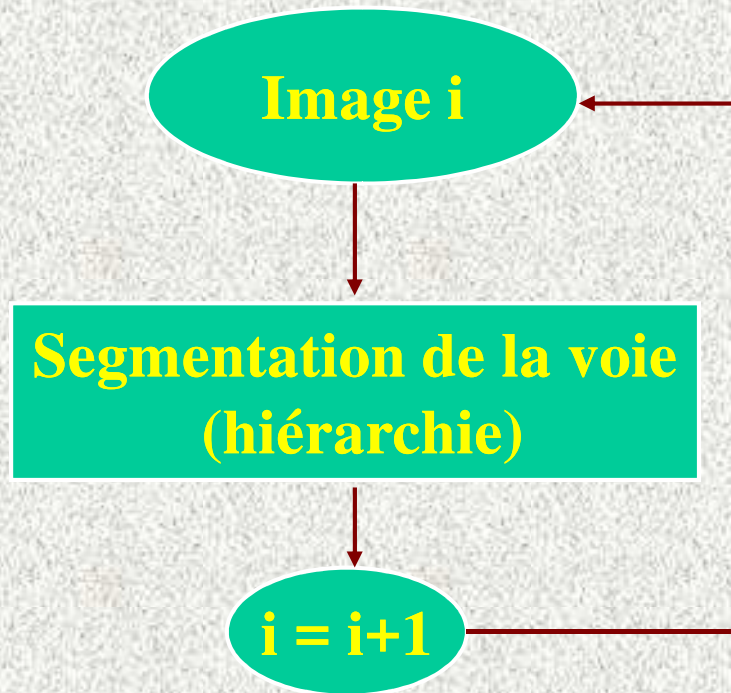 Image i
Segmentation de la voie
(hiérarchie)
i = i+1